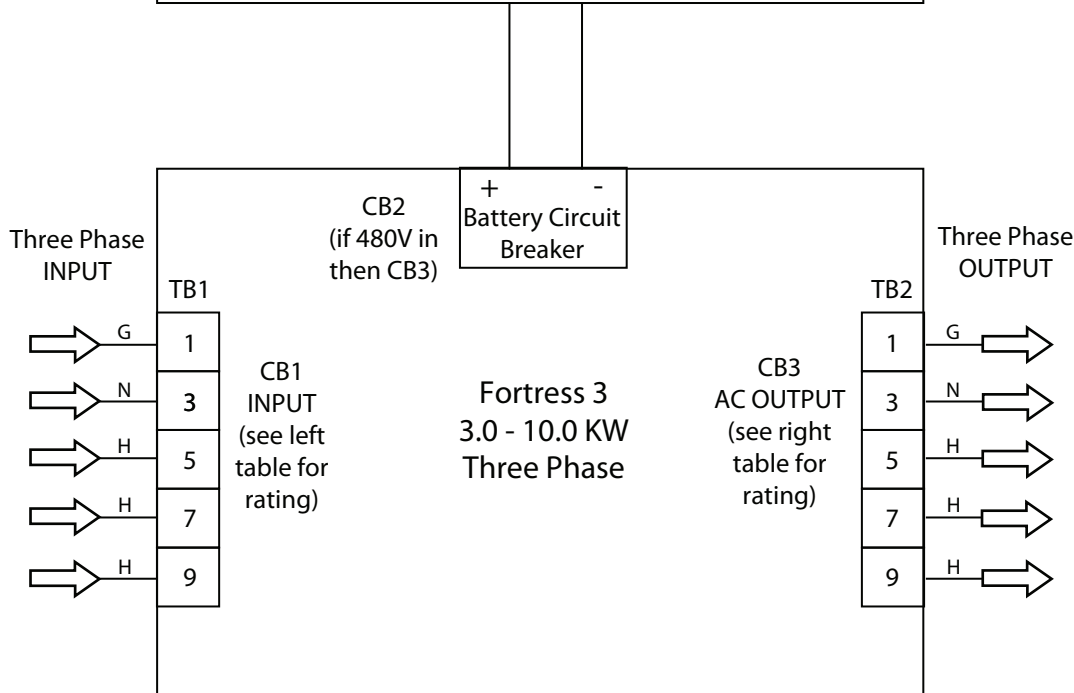 + -
Battery Circuit
Breaker
CB2
(if 480V in
then CB3)
Three Phase
INPUT
TB1
G
1
N
3
H
5
H
7
H
9
CB1
INPUT
(see left
table for
rating)
Fortress 3
3.0 - 10.0 KW
Three Phase
CB3
AC OUTPUT
(see right
table for
rating)
Three Phase
OUTPUT
TB2
1
G
3
N
5
H
7
H
9
H